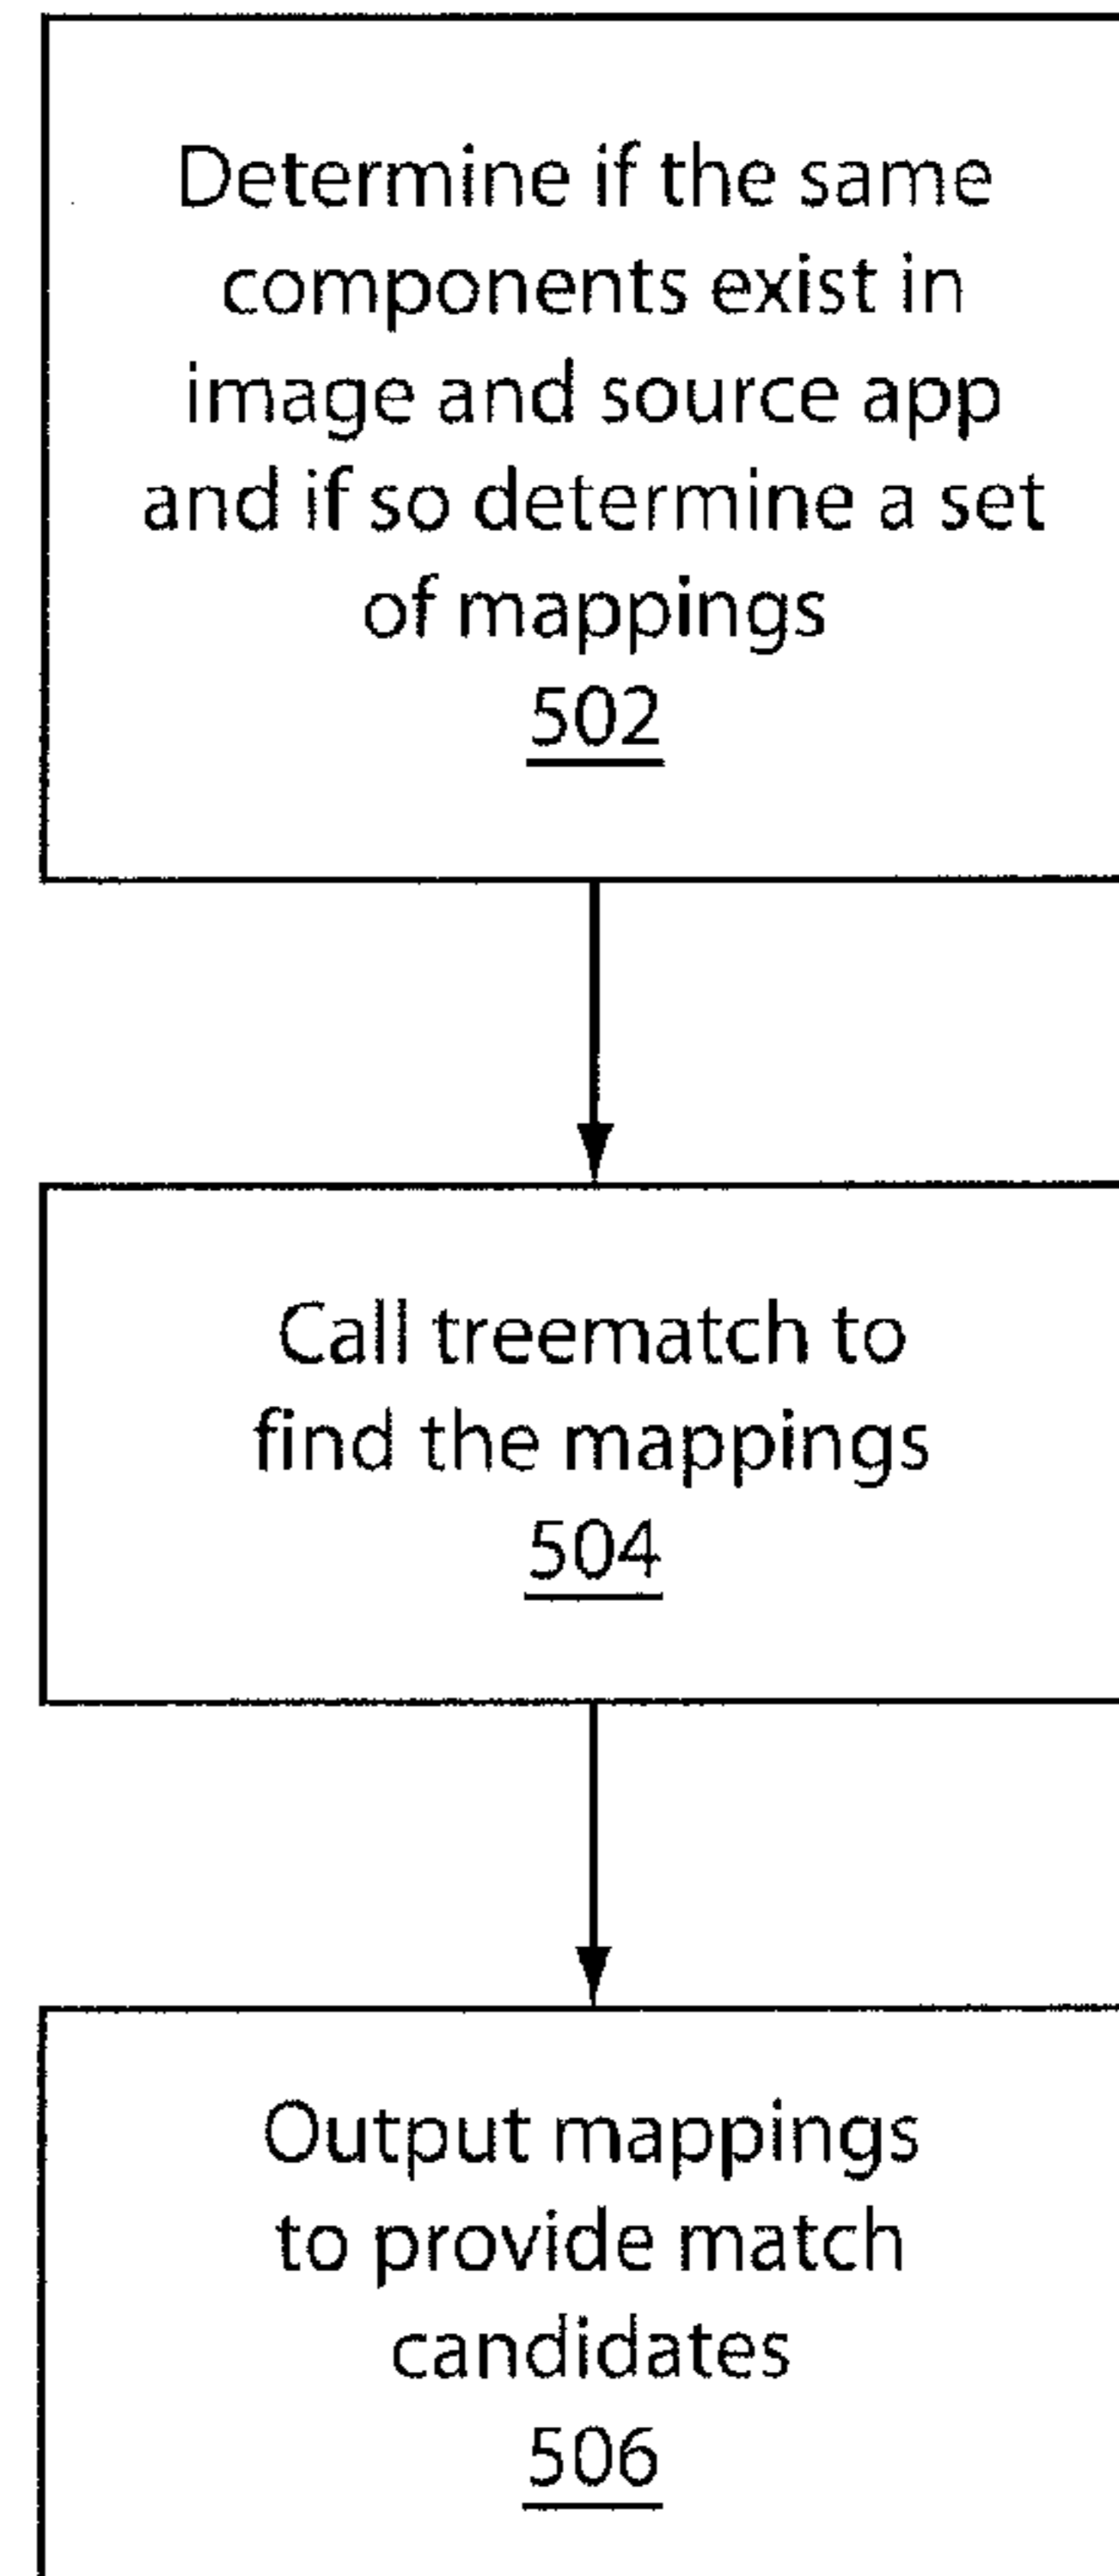 Determine if the same
components exist in
image and source app
and if so determine a set
of mappings
502
Call treematch to
find the mappings
504
Output mappings
to provide match
candidates
506